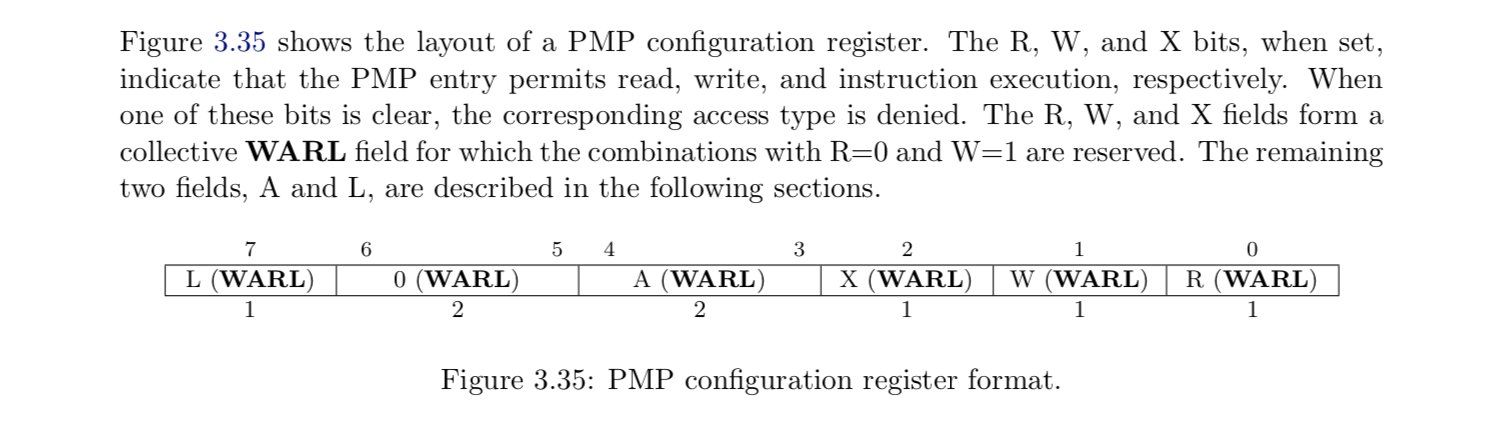 Figure 3.35 shows the layout of a PMP configuration register. The R, W, and X bits, when set,
indicate that the PMP entry permits read, write, and instruction execution, respectively. When
one of these bits is clear, the corresponding access type is denied. The R, W, and X fields form a
collective WARL field for which the combinations with R=0 and W=1 are reserved. The remaining
two fields, A and L, are described in the following sections.
7 6 5 4 3 2 1 0
L (WARL) 0 (WARL) A (WARL) X (WARL) W (WARL) R (WARL)
1 2 2 1 1 1
Figure 3.35: PMP configuration register format.